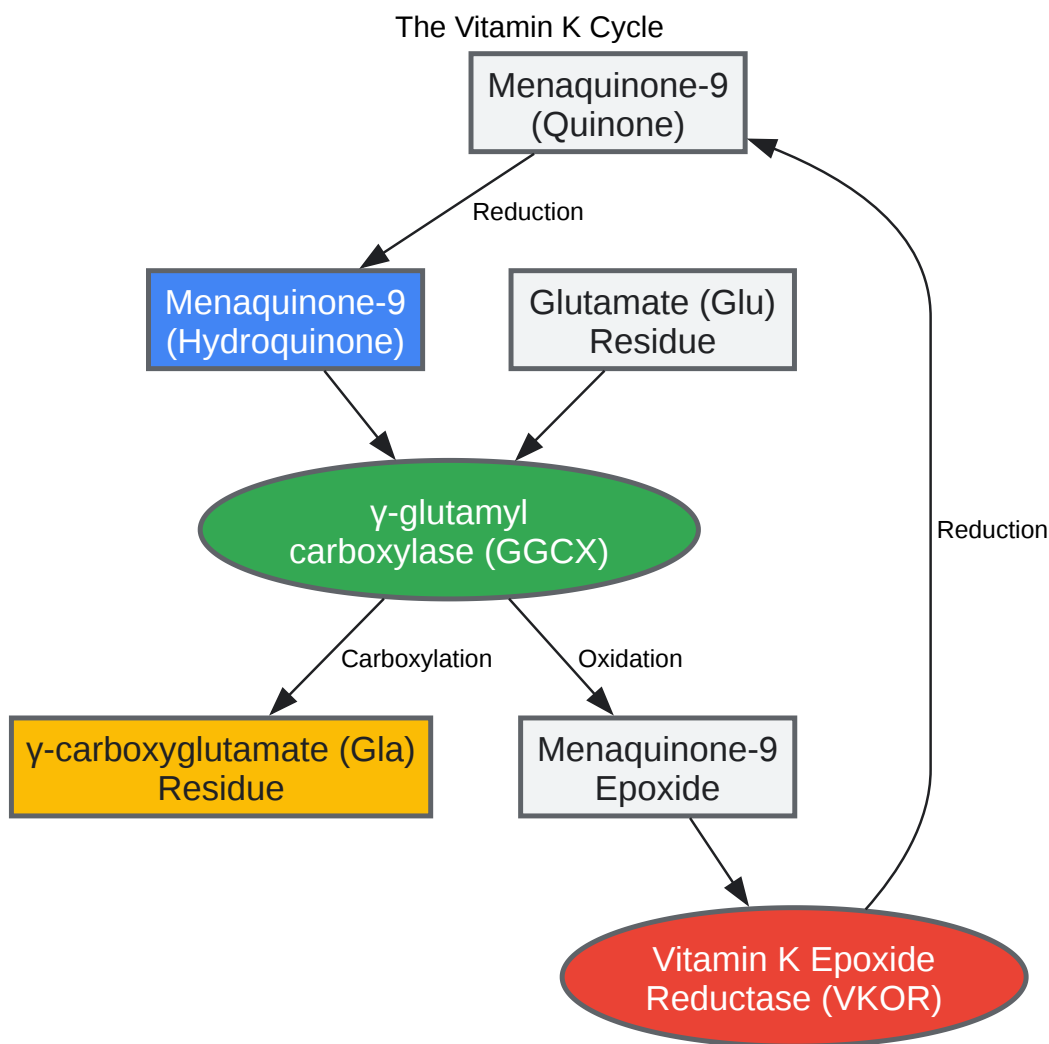 The Vitamin K Cycle
Menaquinone-9
(Quinone)
Reduction
Menaquinone-9
(Hydroquinone)
Glutamate (Glu)
Residue
γ-glutamyl
carboxylase (GGCX)
Reduction
Carboxylation
Oxidation
γ-carboxyglutamate (Gla)
Residue
Menaquinone-9
Epoxide
Vitamin K Epoxide
Reductase (VKOR)